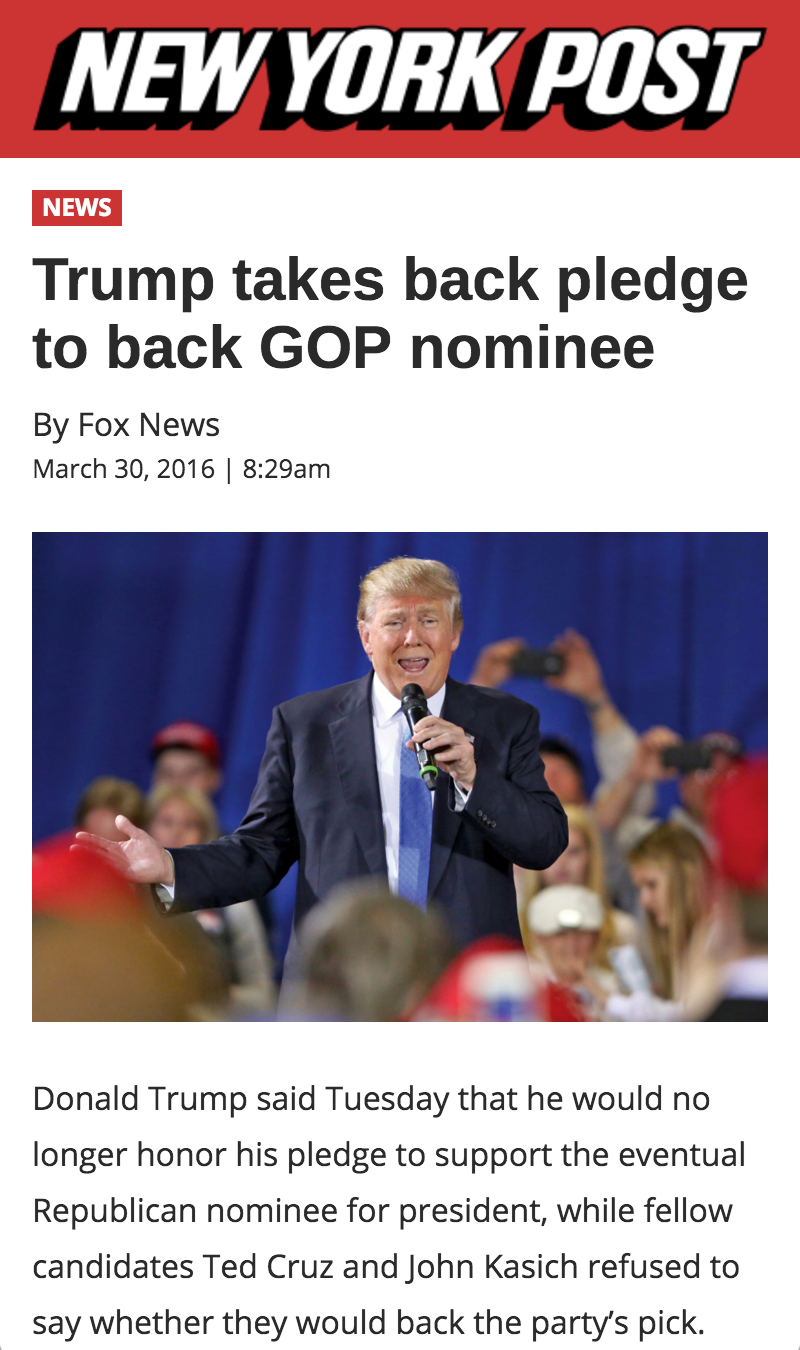 NEW YORK POST
NEWS
Trump takes back pledge
to back GOP nominee
By Fox News
March 30, 2016 | 8:29am
Donald Trump said Tuesday that he would no
longer honor his pledge to support the eventual
Republican nominee for president, while fellow
candidates Ted Cruz and John Kasich refused to
say whether they would back the party’s pick.